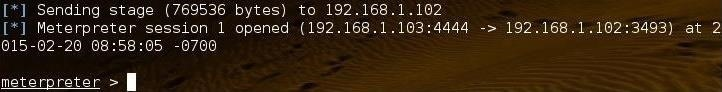 [*] Sending stage (769536 bytes) to 192.168.1.102
[*] Meterpreter session 1 opened (192.168.1.103:4444 -> 192.168.1.102:3493) at 2
015-02-20 08:58:05 -0700
meterpreter >